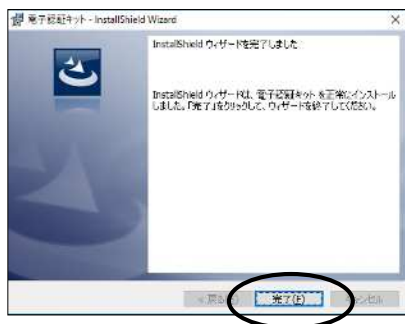 電子認証キット - InstallShield Wizard
InstallShield ウィザードを完了しました
InstallShield ウィザードは、電子認証キット を正常にインストール
しました。「完了」をクリックして、ウィザードを終了してください。
< 戻る(B)
完了(F)
キャンセル